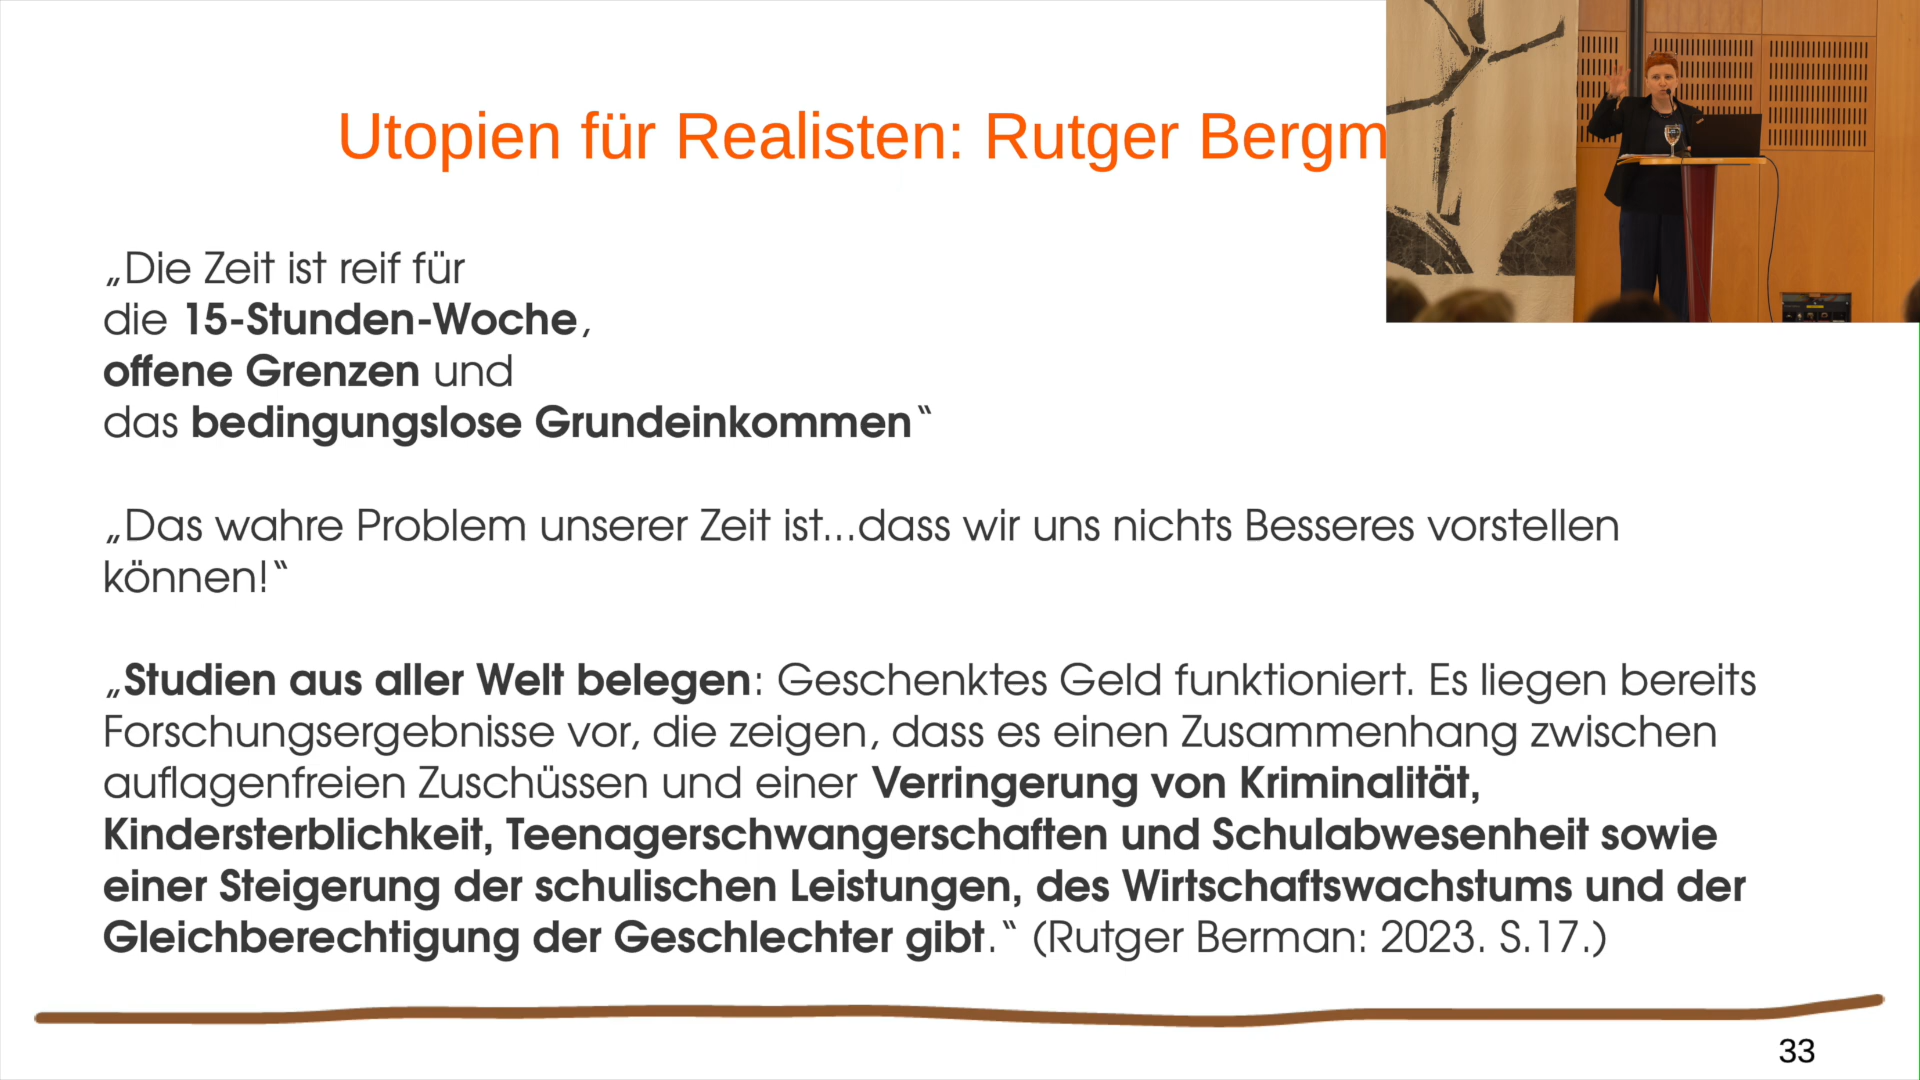 Utopien für Realisten: Rutger Bergm
„Die Zeit ist reif für
die 15-Stunden-Woche,
offene Grenzen und
das bedingungslose Grundeinkommen“
„Das wahre Problem unserer Zeit ist...dass wir uns nichts Besseres vorstellen
können!“
„Studien aus aller Welt belegen: Geschenktes Geld funktioniert. Es liegen bereits
Forschungsergebnisse vor, die zeigen, dass es einen Zusammenhang zwischen
auflagenfreien Zuschüssen und einer Verringerung von Kriminalität,
Kindersterblichkeit, Teenagerschwangerschaften und Schulabwesenheit sowie
einer Steigerung der schulischen Leistungen, des Wirtschaftswachstums und der
Gleichberechtigung der Geschlechter gibt.“ (Rutger Berman: 2023. S.17.)
33